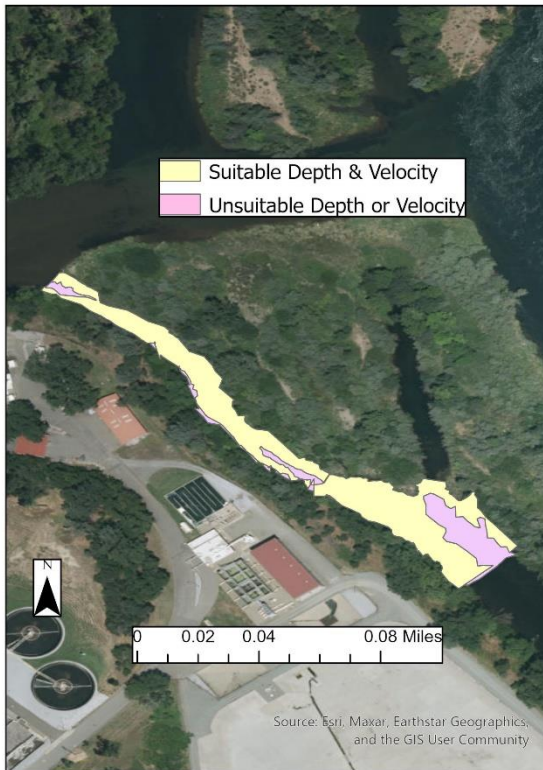 Suitable Depth & Velocity
Unsuitable Depth or Velocity
N
0 0.02 0.04 0.08 Miles
Source: Esri, Maxar, Earthstar Geographics,
and the GIS User Community